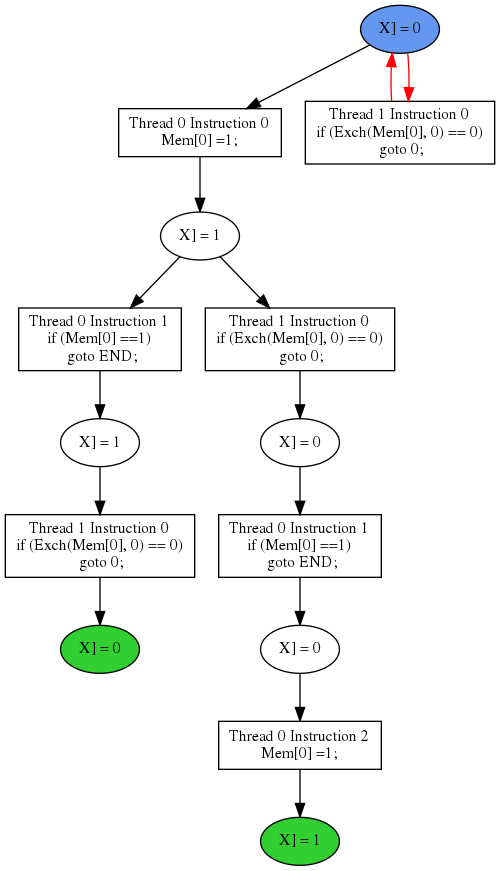 X] = 0
Thread 0 Instruction 0
Mem[0] =1;
Thread 1 Instruction 0
if (Exch(Mem[0], 0) == 0)
goto 0;
X] = 1
Thread 0 Instruction 1
if (Mem[0] ==1)
goto END;
Thread 1 Instruction 0
if (Exch(Mem[0], 0) == 0)
goto 0;
X] = 1
X] = 0
Thread 1 Instruction 0
if (Exch(Mem[0], 0) == 0)
goto 0;
Thread 0 Instruction 1
if (Mem[0] ==1)
goto END;
X] = 0
X] = 0
Thread 0 Instruction 2
Mem[0] =1;
X] = 1